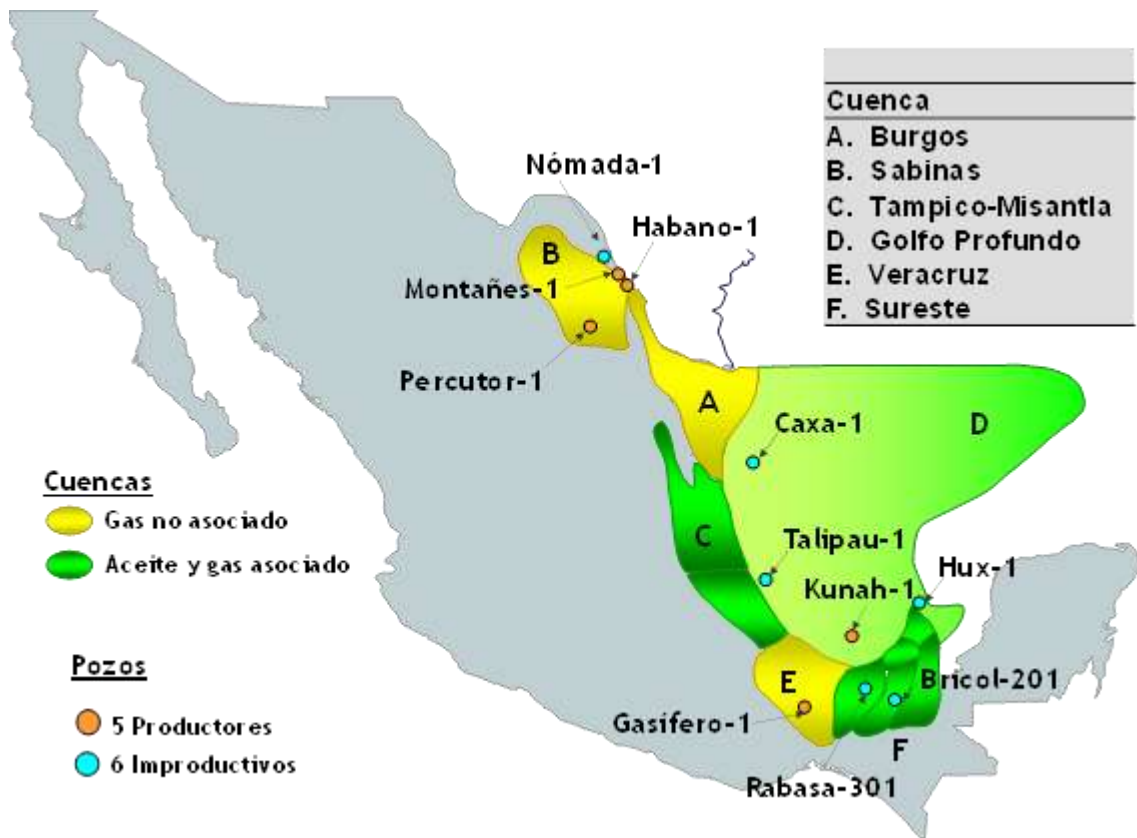 Cuenca
A. Burgos
B. Sabinas
C. Tampico-Misantla
D. Golfo Profundo
E. Veracruz
F. Sureste
Nómada-1
Habano-1
B
Montañes-1
Percutor-1
A
Caxa-1
D
Cuencas
Gas no asociado
Aceite y gas asociado
C
Talipau-1
Hux-1
Kunah-1
Pozos
E
Bricol-201
5 Productores
Gasífero-1
6 Improductivos
F
Rabasa-301